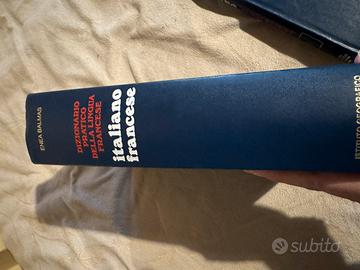 ENEA BALMAS
DIZIONARIO
PRATICO
DELLA LINGUA
FRANCESE
italiano
francese
ISTITUTO GEOGRAFICO
subito